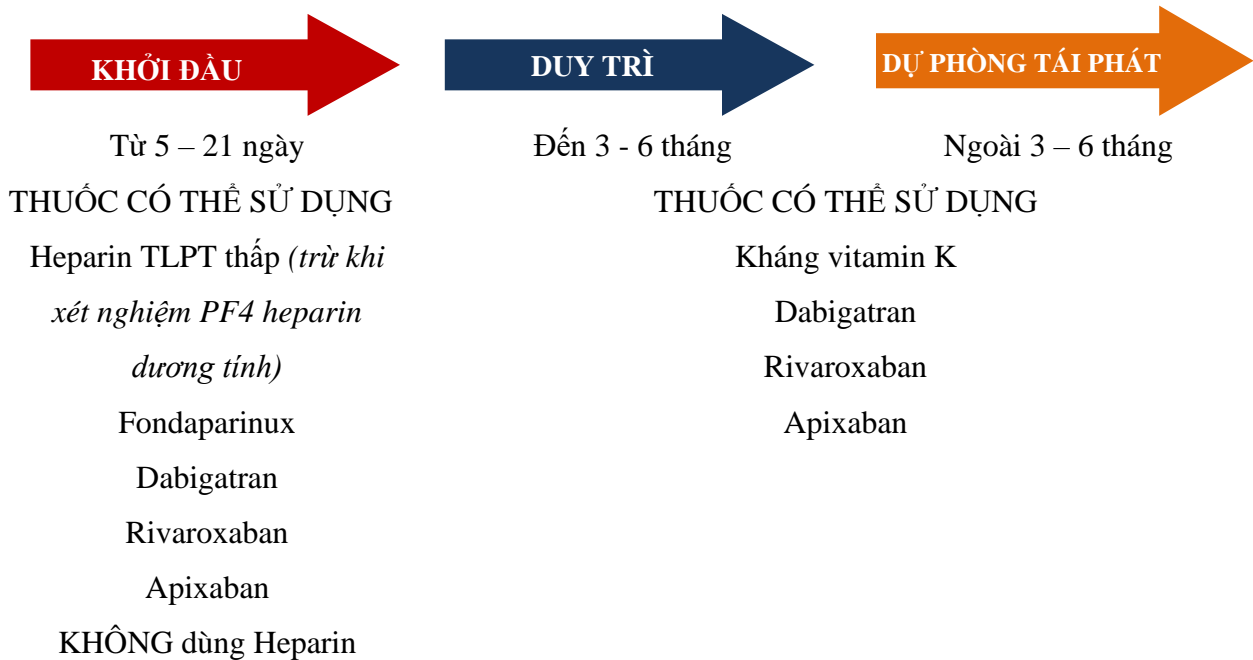 KHỞI ĐẦU
DUY TRÌ
DỰ PHÒNG TÁI PHÁT
Từ 5 – 21 ngày
Đến 3 - 6 tháng
Ngoài 3 – 6 tháng
THUỐC CÓ THỂ SỬ DỤNG
Heparin TLPT thấp (trừ khi
xét nghiệm PF4 heparin
dương tính)
Fondaparinux
Dabigatran
Rivaroxaban
Apixaban
KHÔNG dùng Heparin
THUỐC CÓ THỂ SỬ DỤNG
Kháng vitamin K
Dabigatran
Rivaroxaban
Apixaban